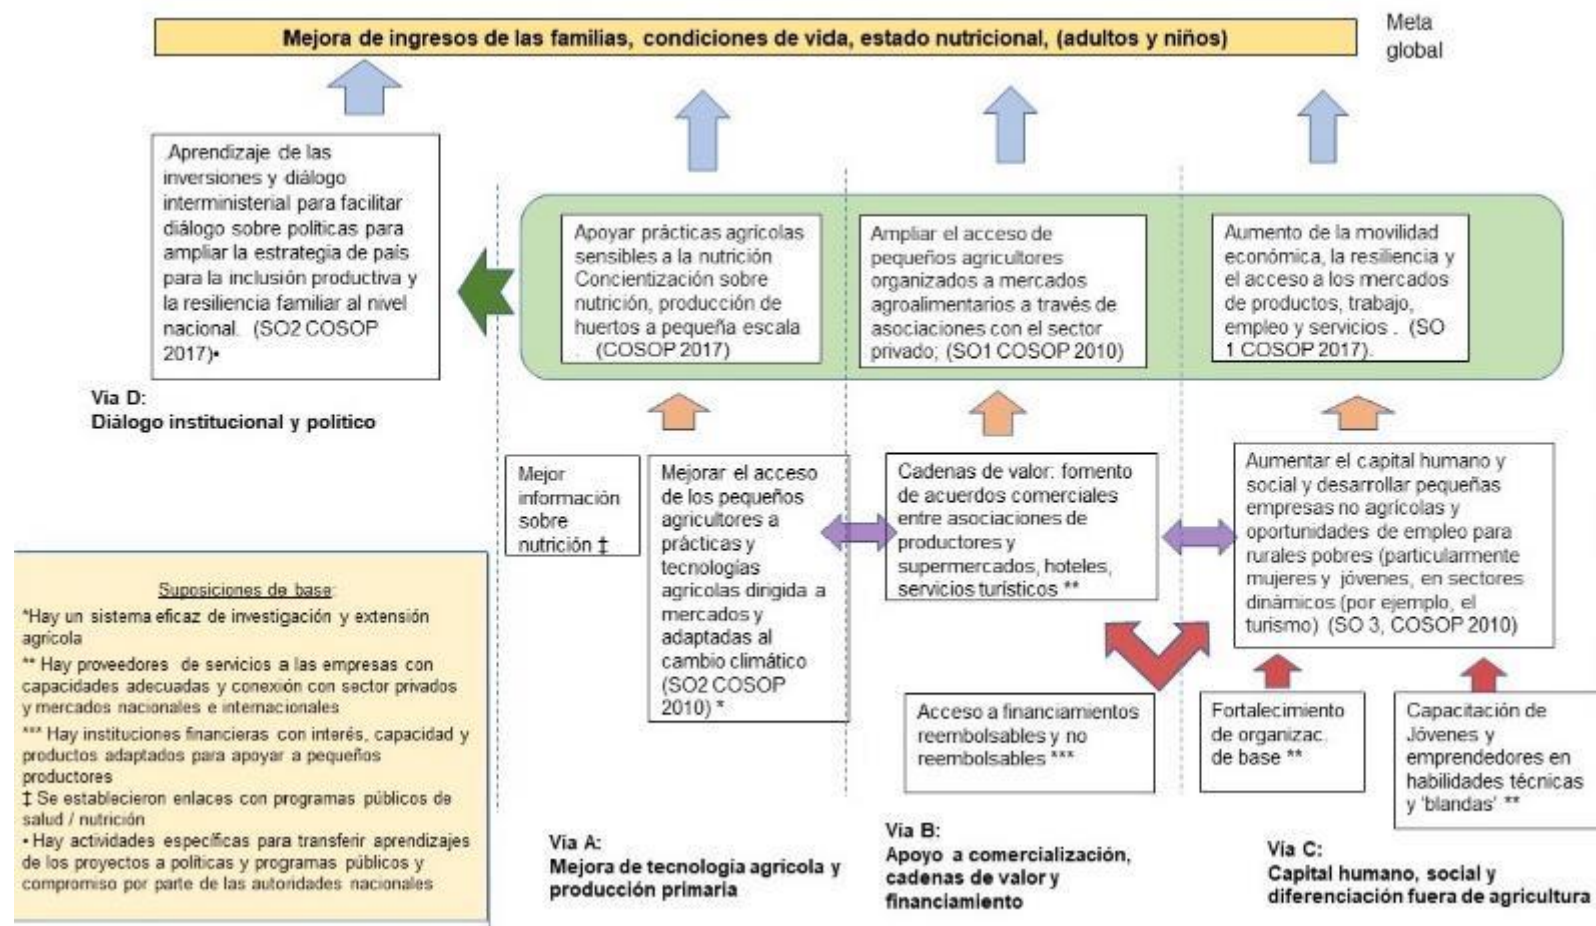 Mejora de ingresos de las familias, condiciones de vida, estado nutricional, (adultos y niños)
Meta
global
Aprendizaje de las
inversiones y diálogo
interministerial para facilitar
diálogo sobre políticas para
ampliar la estrategia de país
para la inclusión productiva y
la resiliencia familiar al nivel
nacional. (SO2 COSOP
2017)•
Apoyar prácticas agrícolas
sensibles a la nutrición
Concientización sobre
nutrición, producción de
huertos a pequeña escala
. (COSOP 2017)
Ampliar el acceso de
pequeños agricultores
organizados a mercados
agroalimentarios a través de
asociaciones con el sector
privado; (SO1 COSOP 2010)
Aumento de la movilidad
económica, la resiliencia y
el acceso a los mercados
de productos, trabajo,
empleo y servicios . (SO
1 COSOP 2017).
Via D:
Diálogo institucional y politico
Mejor
información
sobre
nutrición ‡
Mejorar el acceso
de los pequeños
agricultores a
prácticas y
tecnologías
agrícolas dirigida a
mercados y
adaptadas al
cambio climático
(SO2 COSOP
2010) *
Cadenas de valor: fomento
de acuerdos comerciales
entre asociaciones de
productores y
supermercados, hoteles,
servicios turísticos **
Aumentar el capital humano y
social y desarrollar pequeñas
empresas no agrícolas y
oportunidades de empleo para
rurales pobres (particularmente
mujeres y jóvenes, en sectores
dinámicos (por ejemplo, el
turismo) (SO 3, COSOP 2010)
Acceso a financiamientos
reembolsables y no
reembolsables ***
Fortalecimiento
de organizac.
de base **
Capacitación de
Jóvenes y
emprendedores en
habilidades técnicas
y ‘blandas’ **
Suposiciones de base:
*Hay un sistema eficaz de investigación y extensión
agrícola
** Hay proveedores de servicios a las empresas con
capacidades adecuadas y conexión con sector privados
y mercados nacionales e internacionales
*** Hay instituciones financieras con interés, capacidad y
productos adaptados para apoyar a pequeños
productores
‡ Se establecieron enlaces con programas públicos de
salud / nutrición
• Hay actividades específicas para transferir aprendizajes
de los proyectos a políticas y programas públicos y
compromiso por parte de las autoridades nacionales
Via A:
Mejora de tecnología agrícola y
producción primaria
Via B:
Apoyo a comercialización,
cadenas de valor y
financiamiento
Vía C:
Capital humano, social y
diferenciación fuera de agricultura